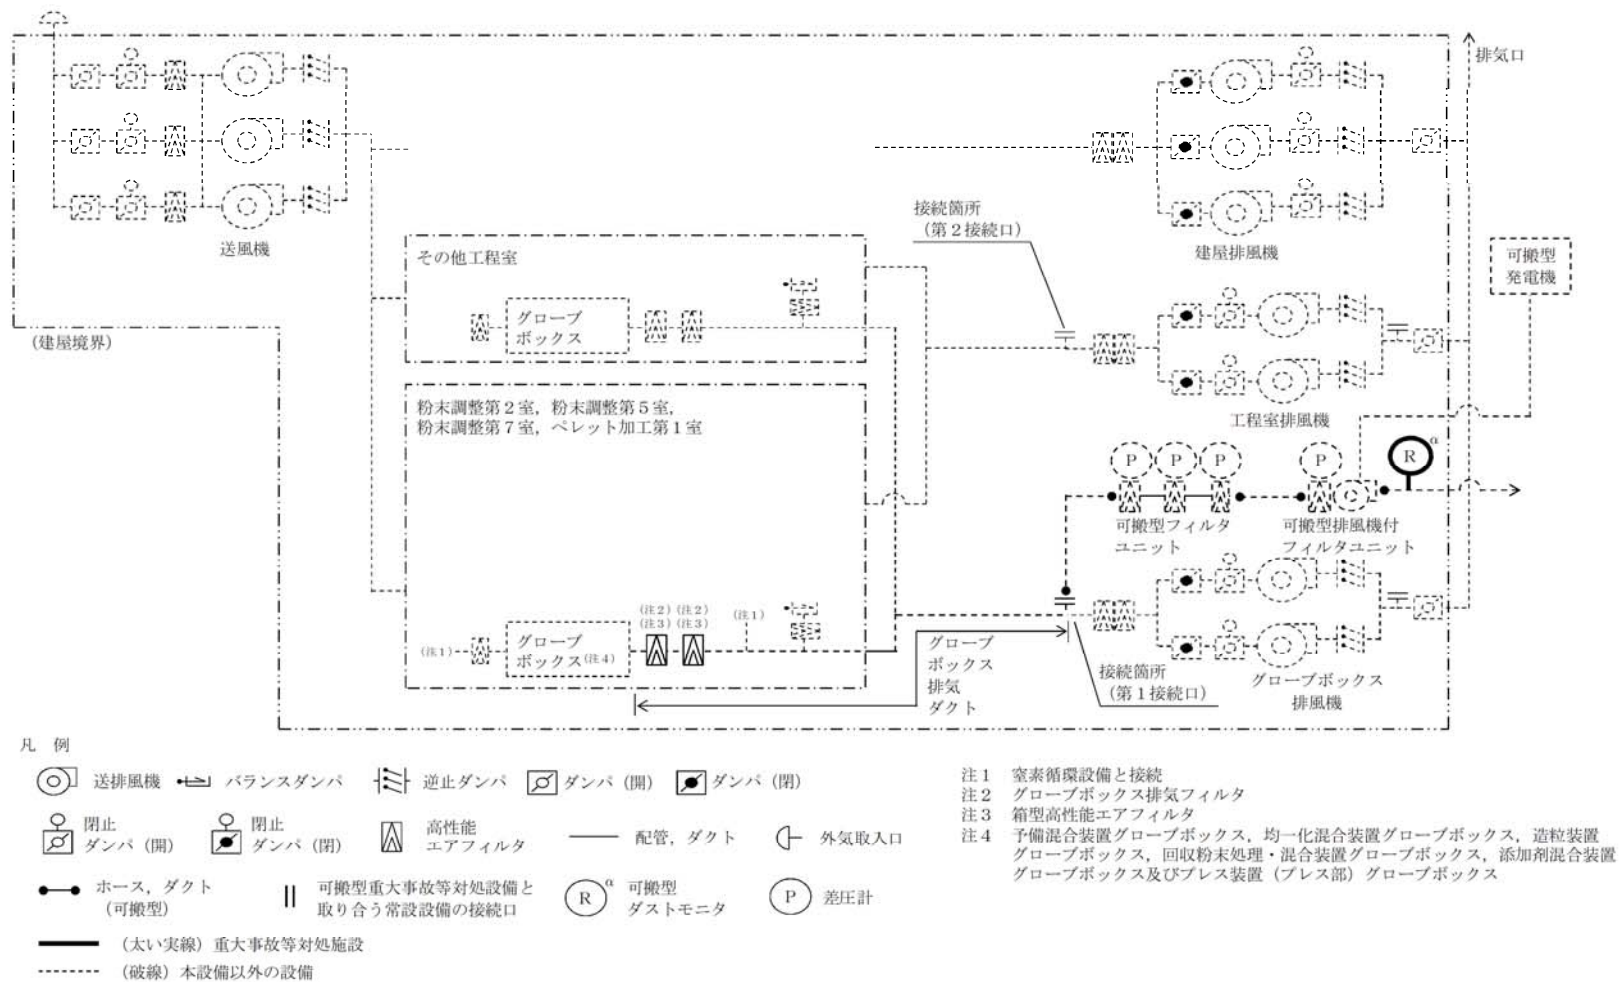 排気口
送風機
建屋排風機
接続箇所
（第２接続口）
可搬型
発電機
その他工程室
グローブ
ボックス
（建屋境界）
工程室排風機
粉末調整第２室，粉末調整第５室，
粉末調整第７室，ペレット加工第１室
P
P
P
P
R
α
可搬型フィルタ
ユニット
可搬型排風機付
フィルタユニット
(注２)
(注３)
(注２)
(注３)
(注１)
(注１)
グローブ
ボックス(注４)
グローブ
ボックス
排気
ダクト
接続箇所
（第１接続口）
グローブボックス
排風機
凡　例
送排風機
バランスダンパ
逆止ダンパ
ダンパ（開）
ダンパ（閉）
閉止
ダンパ（開）
閉止
ダンパ（閉）
高性能
エアフィルタ
配管，ダクト
外気取入口
ホース，ダクト
（可搬型）
可搬型重大事故等対処設備と
取り合う常設設備の接続口
R
α
可搬型
ダストモニタ
P
差圧計
（太い実線）重大事故等対処施設
（破線）本設備以外の設備
注１　窒素循環設備と接続
注２　グローブボックス排気フィルタ
注３　箱型高性能エアフィルタ
注４　予備混合装置グローブボックス，均一化混合装置グローブボックス，造粒装置
グローブボックス，回収粉末処理・混合装置グローブボックス，添加剤混合装置
グローブボックス及びプレス装置（プレス部）グローブボックス